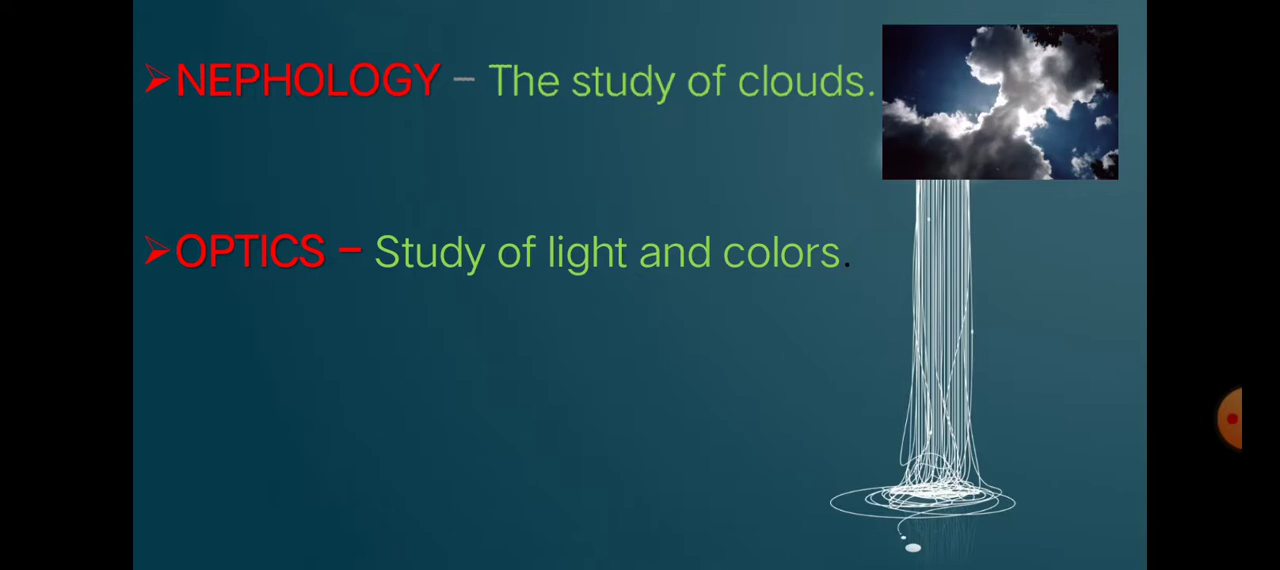 ➢NEPHOLOGY – The study of clouds.
➢OPTICS – Study of light and colors.